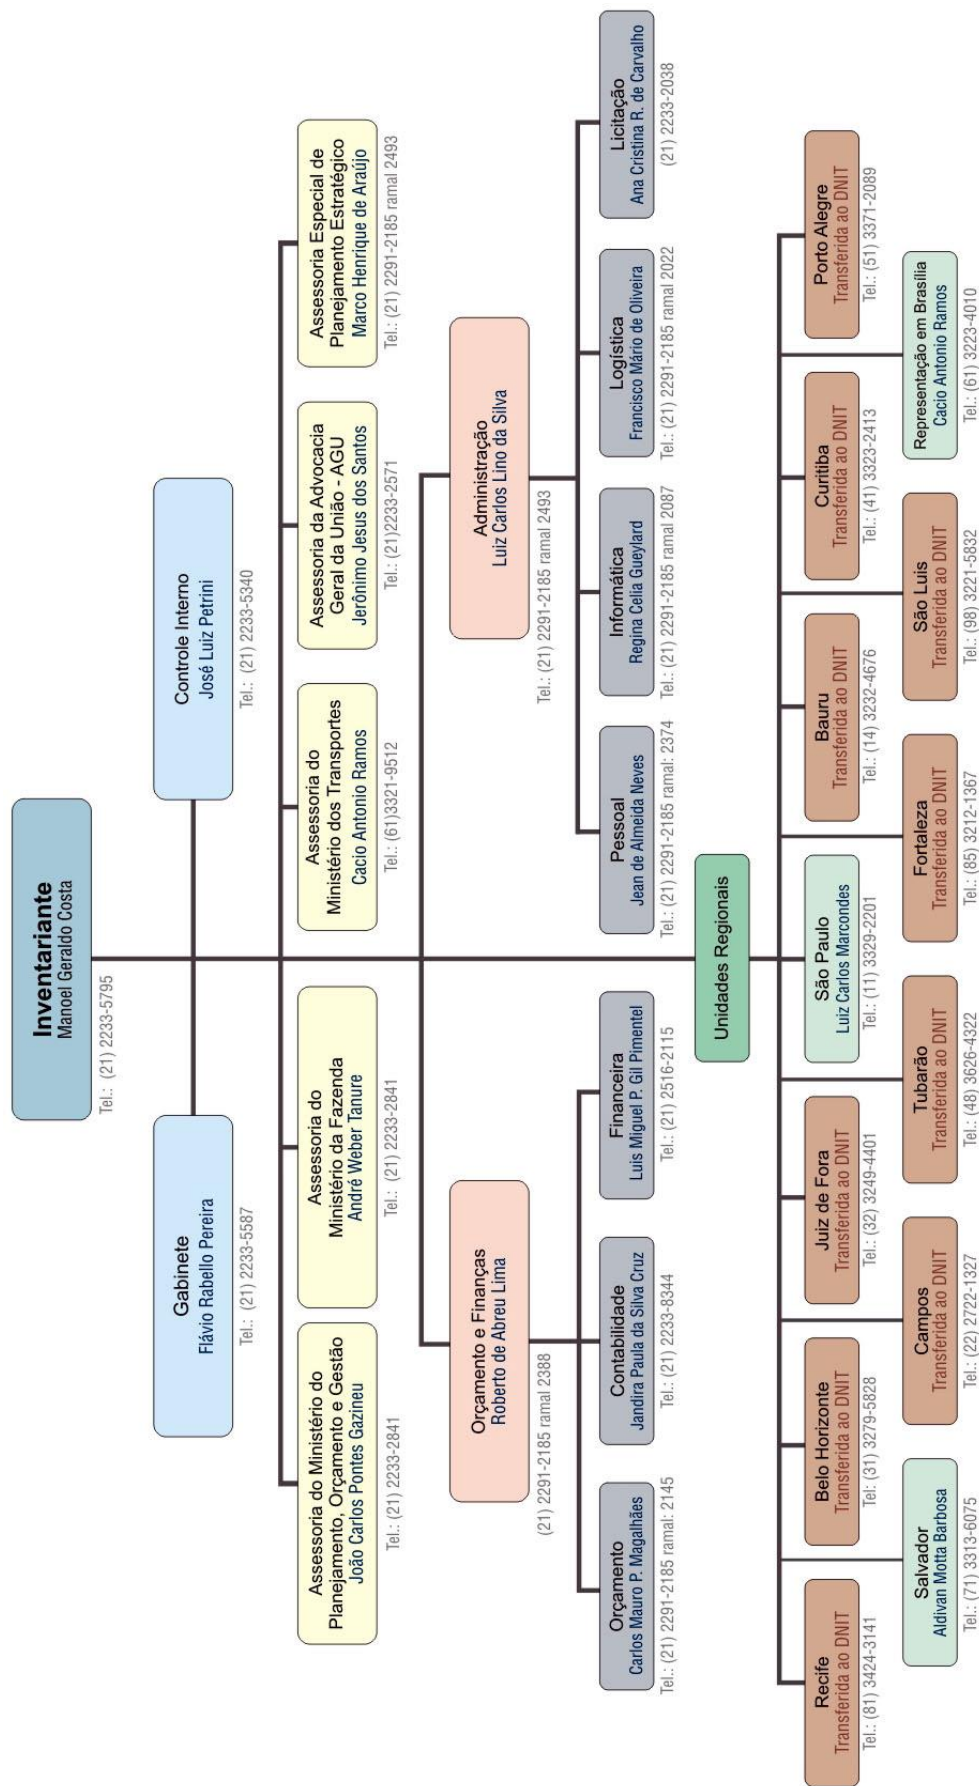 Inventariante
Manoel Geraldo Costa
Tel.: (21) 2233-5795
Gabinete
Flávio Rabello Pereira
Tel.: (21) 2233-5587
Controle Interno
José Luiz Petrini
Tel.: (21) 2233-5340
Assessoria do Ministério do
Planejamento, Orçamento e Gestão
João Carlos Pontes Gazineu
Tel.: (21) 2233-2841
Assessoria do
Ministério da Fazenda
André Weber Tanure
Tel.: (21) 2233-2841
Assessoria do
Ministério dos Transportes
Cacio Antonio Ramos
Tel.: (61)3321-9512
Assessoria da Advocacia
Geral da União - AGU
Jerônimo Jesus dos Santos
Tel.: (21)2233-2571
Assessoria Especial de
Planejamento Estratégico
Marco Henrique de Araújo
Tel.: (21) 2291-2185 ramal 2493
Orçamento e Finanças
Roberto de Abreu Lima
(21) 2291-2185 ramal 2388
Administração
Luiz Carlos Lino da Silva
Tel.: (21) 2291-2185 ramal 2493
Orçamento
Carlos Mauro P. Magalhães
Tel.: (21) 2291-2185 ramal: 2145
Contabilidade
Jandira Paula da Silva Cruz
Tel.: (21) 2233-8344
Financeira
Luis Miguel P. Gil Pimentel
Tel.: (21) 2516-2115
Pessoal
Jean de Almeida Neves
Tel.: (21) 2291-2185 ramal: 2374
Informática
Regina Celia Gueylard
Tel.: (21) 2291-2185 ramal 2087
Logística
Francisco Mário de Oliveira
Tel.: (21) 2291-2185 ramal 2022
Licitação
Ana Cristina R. de Carvalho
(21) 2233-2038
Unidades Regionais
Recife
Transferida ao DNIT
Tel.: (81) 3424-3141
Belo Horizonte
Transferida ao DNIT
Tel: (31) 3279-5828
Juiz de Fora
Transferida ao DNIT
Tel.: (32) 3249-4401
São Paulo
Luiz Carlos Marcondes
Tel.: (11) 3329-2201
Bauru
Transferida ao DNIT
Tel.: (14) 3232-4676
Curitiba
Transferida ao DNIT
Tel.: (41) 3323-2413
Porto Alegre
Transferida ao DNIT
Tel.: (51) 3371-2089
Salvador
Aldivan Motta Barbosa
Tel.: (71) 3313-6075
Campos
Transferida ao DNIT
Tel.: (22) 2722-1327
Tubarão
Transferida ao DNIT
Tel.: (48) 3626-4322
Fortaleza
Transferida ao DNIT
Tel.: (85) 3212-1367
São Luis
Transferida ao DNIT
Tel.: (98) 3221-5832
Representação em Brasília
Cacio Antonio Ramos
Tel.: (61) 3223-4010